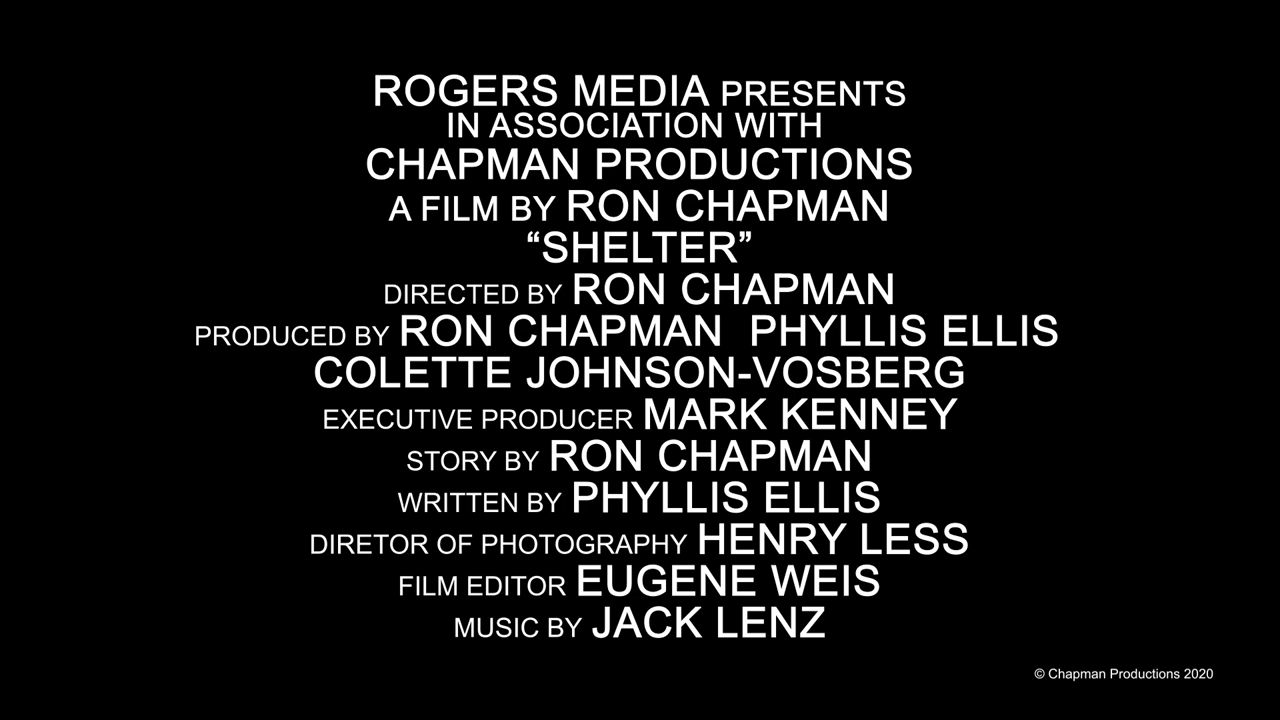 ROGERS MEDIA PRESENTS
IN ASSOCIATION WITH
CHAPMAN PRODUCTIONS
A FILM BY RON CHAPMAN
“SHELTER”
DIRECTED BY RON CHAPMAN
PRODUCED BY RON CHAPMAN  PHYLLIS ELLIS
COLETTE JOHNSON-VOSBERG
EXECUTIVE PRODUCER MARK KENNEY
STORY BY RON CHAPMAN
WRITTEN BY PHYLLIS ELLIS
DIRETOR OF PHOTOGRAPHY HENRY LESS
FILM EDITOR EUGENE WEIS
MUSIC BY JACK LENZ
© Chapman Productions 2020